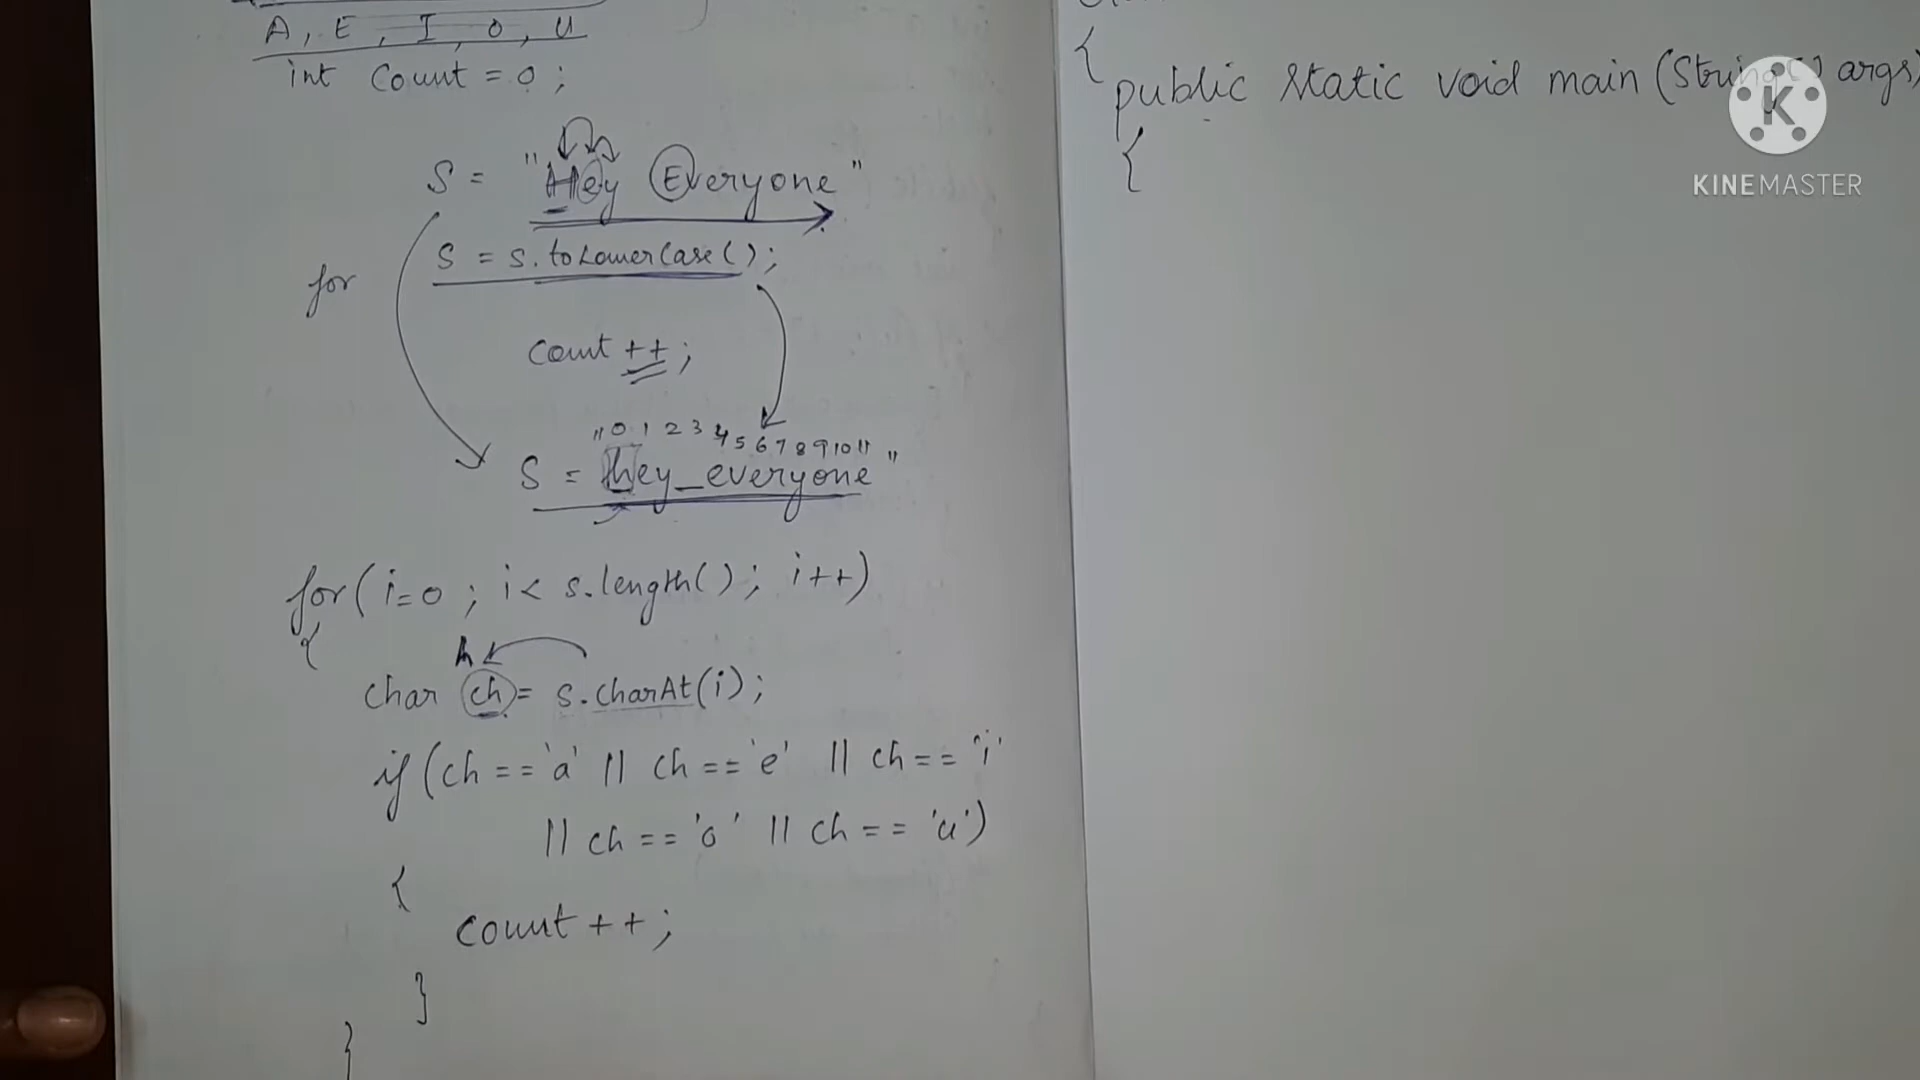 A, E, I, O, U
int Count = 0 ;
S = "Hey Everyone"
S = s.toLowerCase();
for
Count ++ ;
0 1 2 3 4 5 6 7 8 9 10 11
S = "hey_everyone"
for( i=0 ; i< s.length(); i++)
{
h
char ch = s.charAt(i);
if (ch == 'a' || ch == 'e' || ch == 'i'
|| ch == 'o' || ch == 'u')
{
count ++ ;
}
}
{
public static void main (String[] args)
{
KINEMASTER